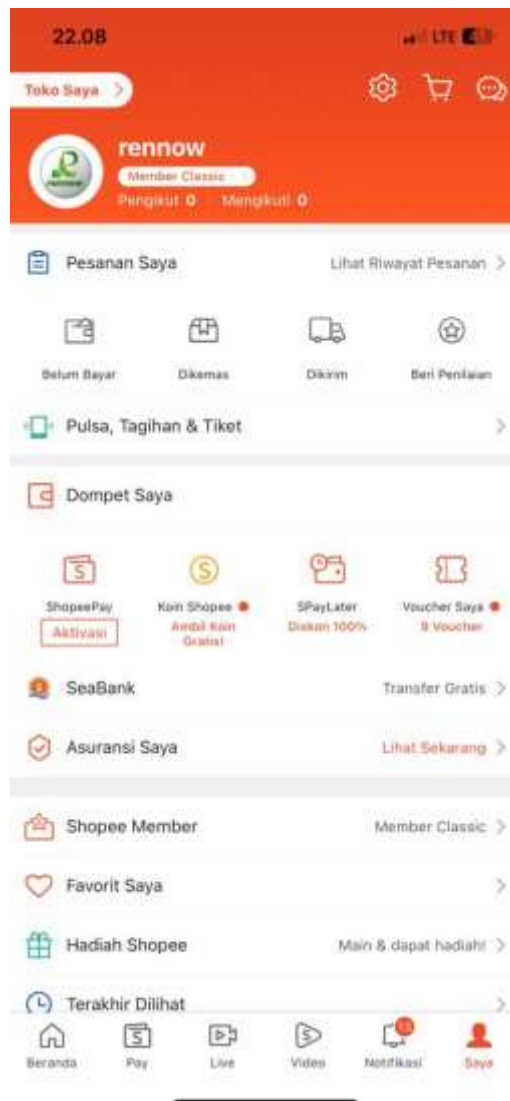 22.08
LTE
Toko Saya
rennow
Member Classic
Pengikut 0 Mengikuti 0
Pesanan Saya
Lihat Riwayat Pesanan
Belum Bayar
Dikemas
Dikirim
Beri Penilaian
Pulsa, Tagihan & Tiket
Dompet Saya
ShopeePay
Aktivasi
Koin Shopee
Ambil Koin
Gratis!
SPayLater
Diskon 100%
Voucher Saya
SeaBank
Transfer Gratis
Asuransi Saya
Lihat Sekarang
Shopee Member
Member Classic
Favorit Saya
Hadiah Shopee
Main & dapat hadiah!
Terakhir Dilihat
Beranda
Pay
Live
Video
Notifikasi
Saya